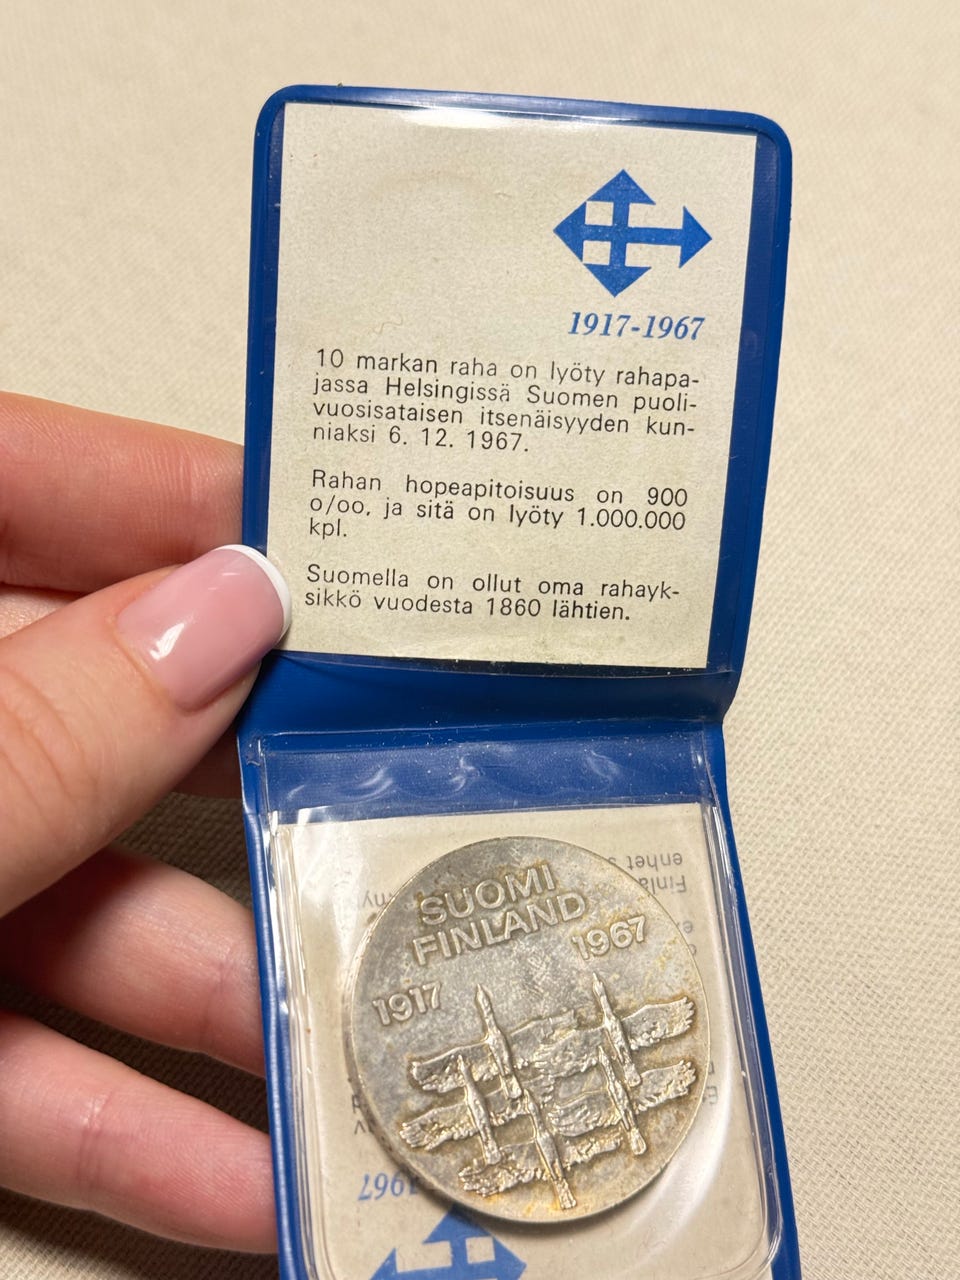 1917-1967
10 markan raha on lyöty rahapa-
jassa Helsingissä Suomen puoli-
vuosisataisen itsenäisyyden kun-
niaksi 6. 12. 1967.
Rahan hopeapitoisuus on 900
o/oo, ja sitä on lyöty 1.000.000
kpl.
Suomella on ollut oma rahayk-
sikkö vuodesta 1860 lähtien.
SUOMI
FINLAND
1967
1917
enhet